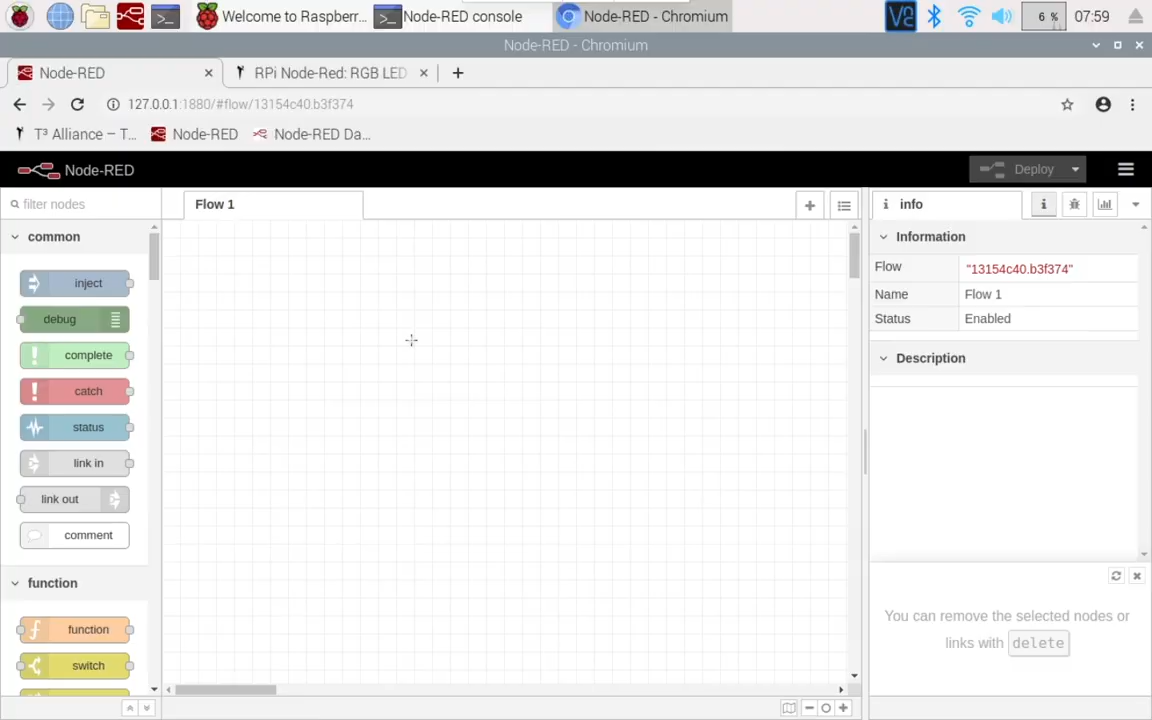 Welcome to Raspberr...
Node-RED console
Node-RED - Chromium
V2
6 %
07:59
Node-RED - Chromium
Node-RED
RPi Node-Red: RGB LED
127.0.0.1:1880/#flow/13154c40.b3f374
T³ Alliance – T...
Node-RED
Node-RED Da...
Node-RED
Deploy
filter nodes
Flow 1
info
common
Information
inject
Flow
"13154c40.b3f374"
Name
Flow 1
debug
Status
Enabled
complete
Description
catch
status
link in
link out
comment
function
function
You can remove the selected nodes or
links with delete
switch